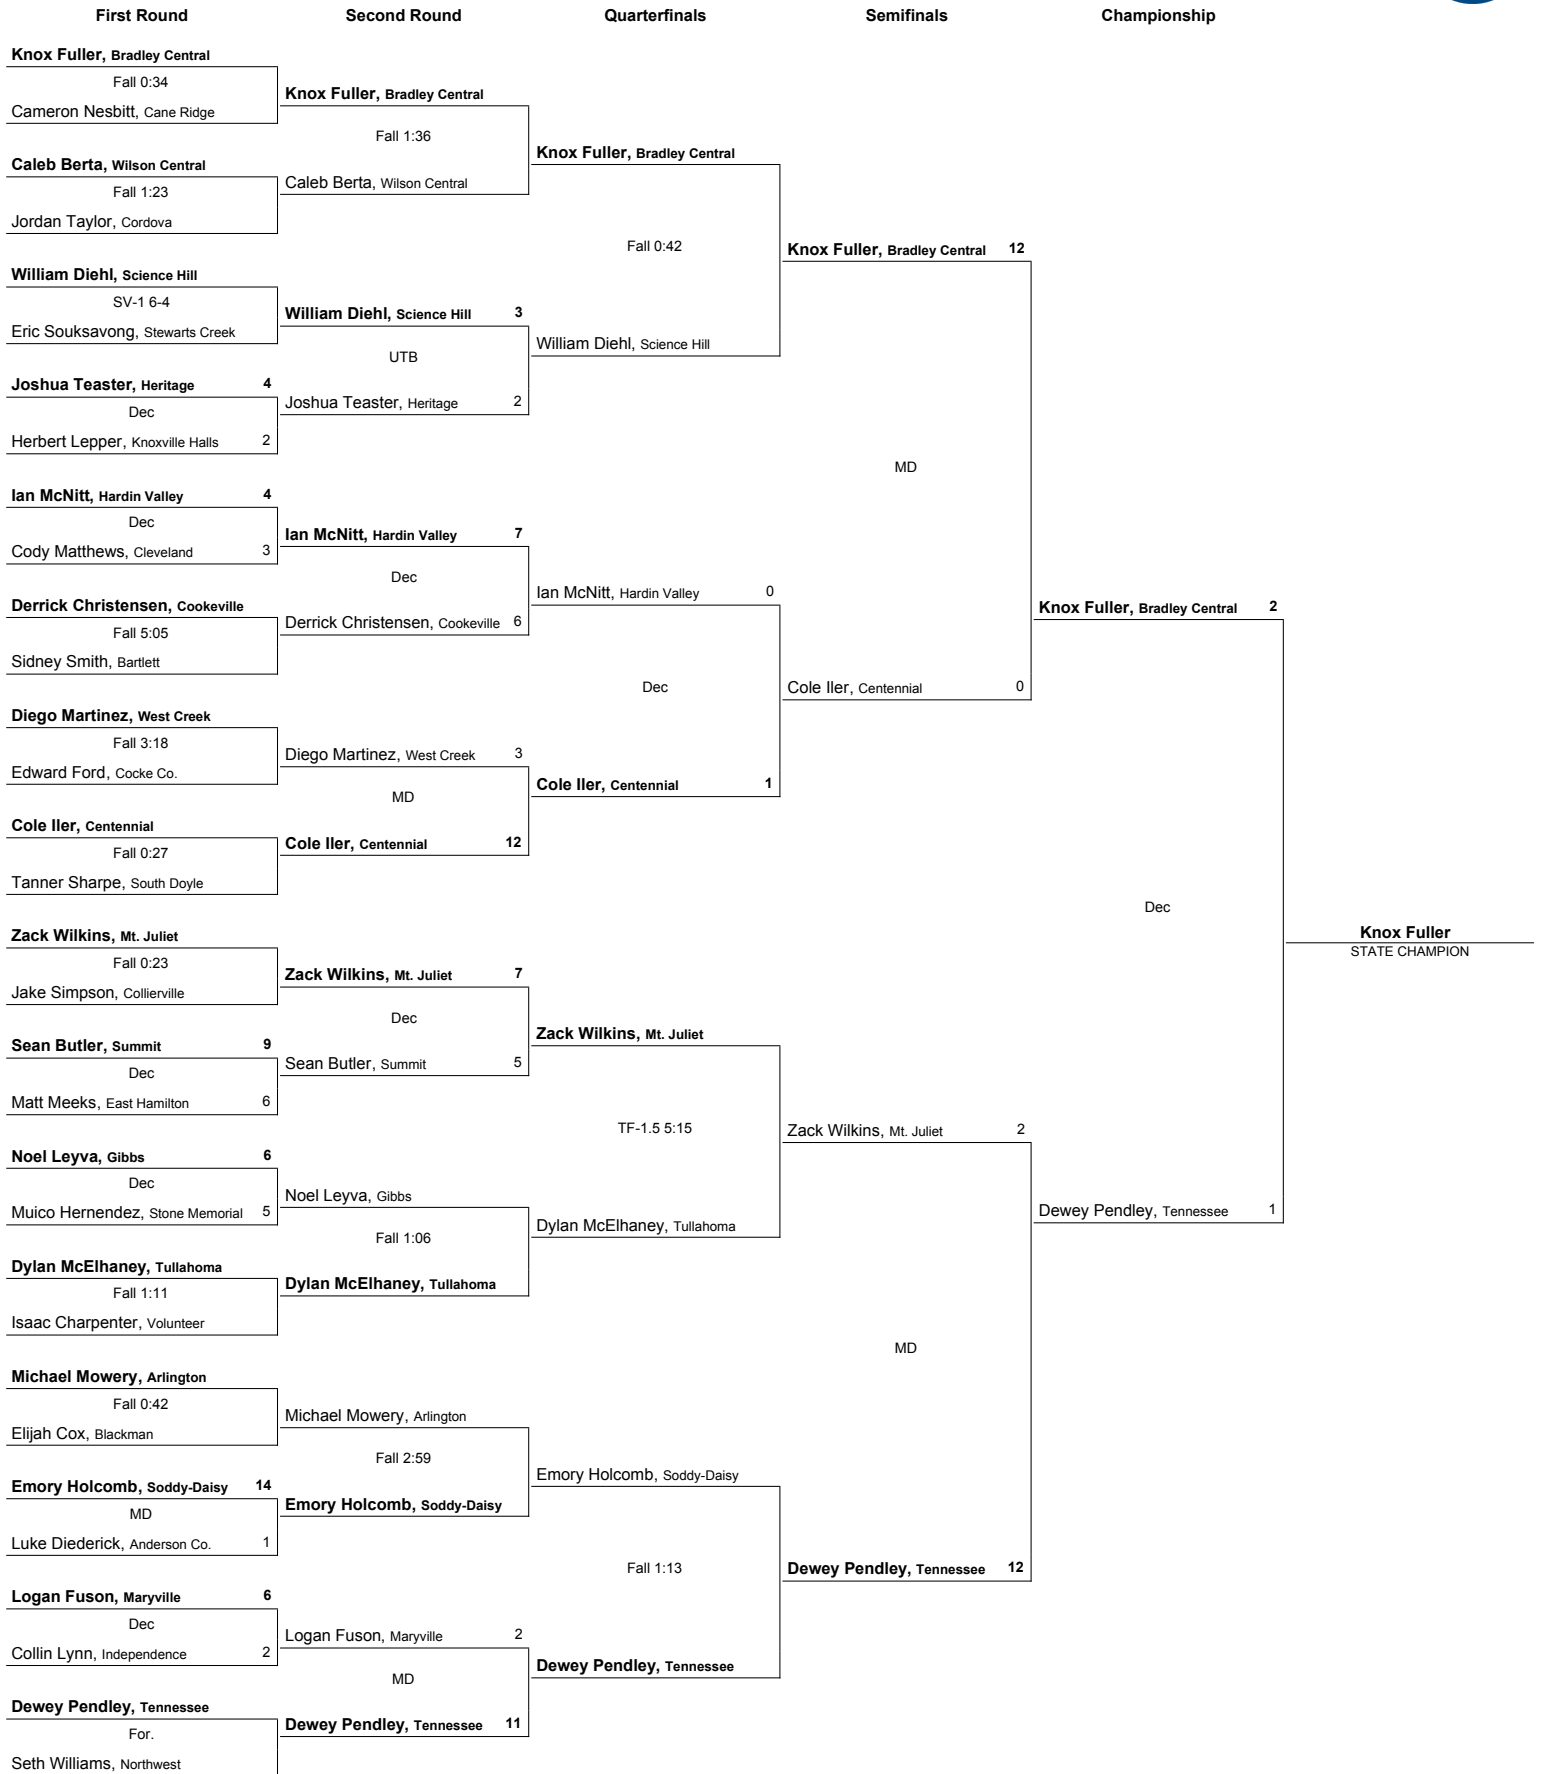 First Round Second Round Quarterfinals Semifinals Championship
Knox Fuller, Bradley Central
Fall 0:34
Cameron Nesbitt, Cane Ridge
Caleb Berta, Wilson Central
Fall 1:23
Jordan Taylor, Cordova
William Diehl, Science Hill
SV-1 6-4
Eric Souksavong, Stewarts Creek
Joshua Teaster, Heritage 4
Dec
Herbert Lepper, Knoxville Halls 2
Ian McNitt, Hardin Valley 4
Dec
Cody Matthews, Cleveland 3
Derrick Christensen, Cookeville
Fall 5:05
Sidney Smith, Bartlett
Diego Martinez, West Creek
Fall 3:18
Edward Ford, Cocke Co.
Cole Iler, Centennial
Fall 0:27
Tanner Sharpe, South Doyle
Zack Wilkins, Mt. Juliet
Fall 0:23
Jake Simpson, Collierville
Sean Butler, Summit 9
Dec
Matt Meeks, East Hamilton 6
Noel Leyva, Gibbs 6
Dec
Muico Hernendez, Stone Memorial 5
Dylan McElhaney, Tullahoma
Fall 1:11
Isaac Charpenter, Volunteer
Michael Mowery, Arlington
Fall 0:42
Elijah Cox, Blackman
Emory Holcomb, Soddy-Daisy 14
MD
Luke Diederick, Anderson Co. 1
Logan Fuson, Maryville 6
Dec
Collin Lynn, Independence 2
Dewey Pendley, Tennessee
For.
Seth Williams, Northwest
Knox Fuller, Bradley Central
Fall 1:36
Caleb Berta, Wilson Central
William Diehl, Science Hill 3
UTB
Joshua Teaster, Heritage 2
Ian McNitt, Hardin Valley 7
Dec
Derrick Christensen, Cookeville 6
Diego Martinez, West Creek 3
MD
Cole Iler, Centennial 12
Zack Wilkins, Mt. Juliet 7
Dec
Sean Butler, Summit 5
Noel Leyva, Gibbs
Fall 1:06
Dylan McElhaney, Tullahoma
Michael Mowery, Arlington
Fall 2:59
Emory Holcomb, Soddy-Daisy
Logan Fuson, Maryville 2
MD
Dewey Pendley, Tennessee 11
Knox Fuller, Bradley Central
Fall 0:42
William Diehl, Science Hill
Ian McNitt, Hardin Valley 0
Dec
Cole Iler, Centennial 1
Zack Wilkins, Mt. Juliet
TF-1.5 5:15
Dylan McElhaney, Tullahoma
Emory Holcomb, Soddy-Daisy
Fall 1:13
Dewey Pendley, Tennessee
Knox Fuller, Bradley Central 12
MD
Cole Iler, Centennial 0
Zack Wilkins, Mt. Juliet 2
MD
Dewey Pendley, Tennessee 12
Knox Fuller, Bradley Central 2
Dec
Dewey Pendley, Tennessee 1
Knox Fuller
STATE CHAMPION